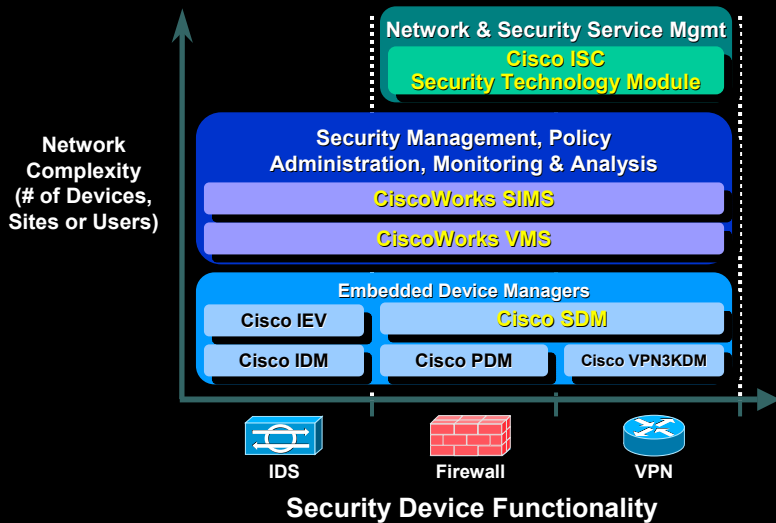 Network & Security Service Mgmt
Cisco ISC
Security Technology Module
Network
Complexity
(# of Devices,
Sites or Users)
Security Management, Policy
Administration, Monitoring & Analysis
CiscoWorks SIMS
CiscoWorks VMS
Embedded Device Managers
Cisco IEV
Cisco SDM
Cisco IDM
Cisco PDM
Cisco VPN3KDM
IDS
Firewall
VPN
Security Device Functionality